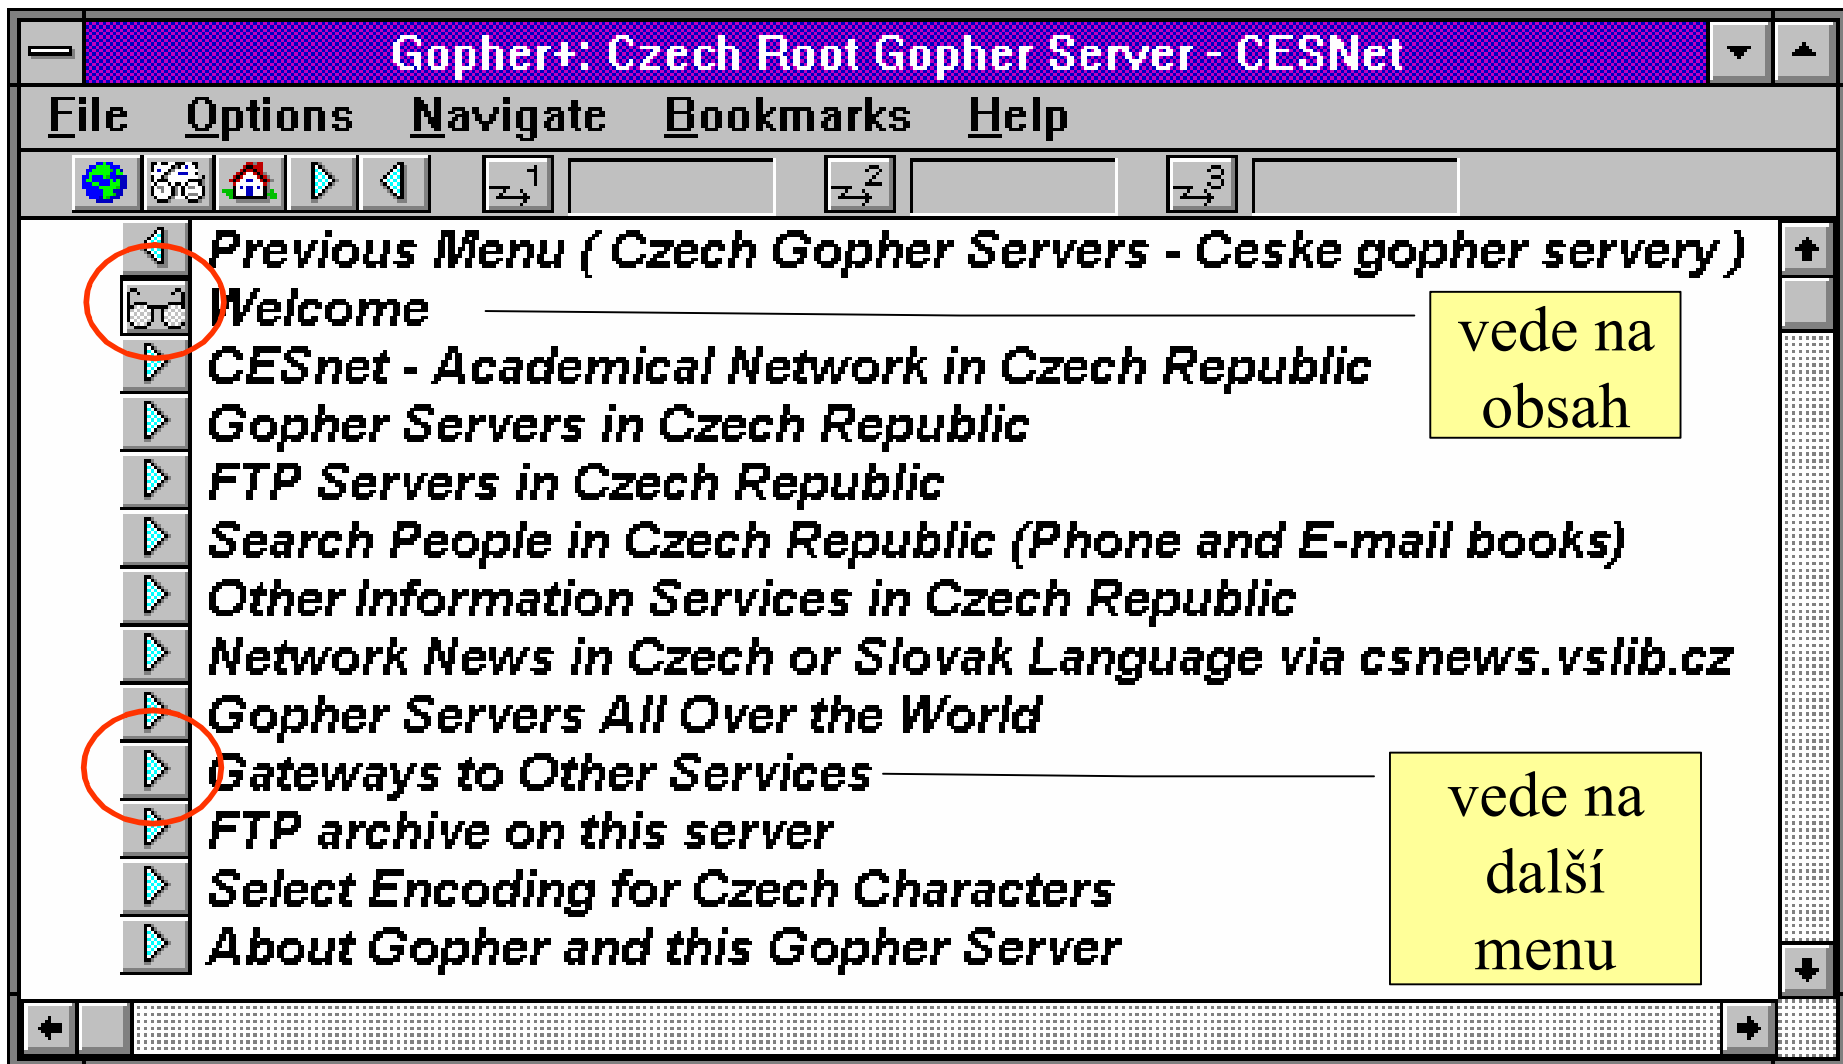 Gopher+: Czech Root Gopher Server - CESNet
File Options Navigate Bookmarks Help
1 2 3
Previous Menu ( Czech Gopher Servers - Ceske gopher servery )
Welcome
vede na
obsah
CESnet - Academical Network in Czech Republic
Gopher Servers in Czech Republic
FTP Servers in Czech Republic
Search People in Czech Republic (Phone and E-mail books)
Other Information Services in Czech Republic
Network News in Czech or Slovak Language via csnews.vslib.cz
Gopher Servers All Over the World
Gateways to Other Services
vede na
další
menu
FTP archive on this server
Select Encoding for Czech Characters
About Gopher and this Gopher Server